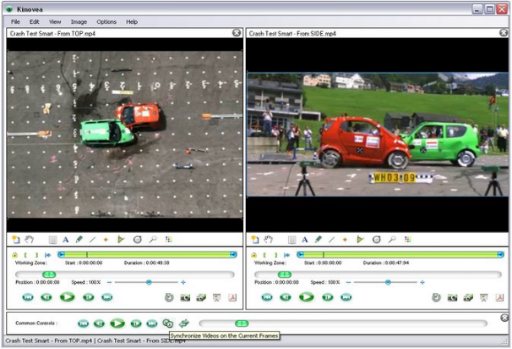 Kinovea
File Edit View Image Options Help
Crash Test Smart - From TOP.mp4
Crash Test Smart - From SIDE.mp4
WH03 09
Working Zone: Start : 0:00:00:00 Duration : 0:00:48:58
Position : 0:00:00:00 Speed : 100%
Working Zone: Start : 0:00:00:00 Duration : 0:00:47:94
Position : 0:00:00:00 Speed : 100%
Common Controls :
Synchronize Videos on the Current Frames
Crash Test Smart - From TOP.mp4 | Crash Test Smart - From SIDE.mp4